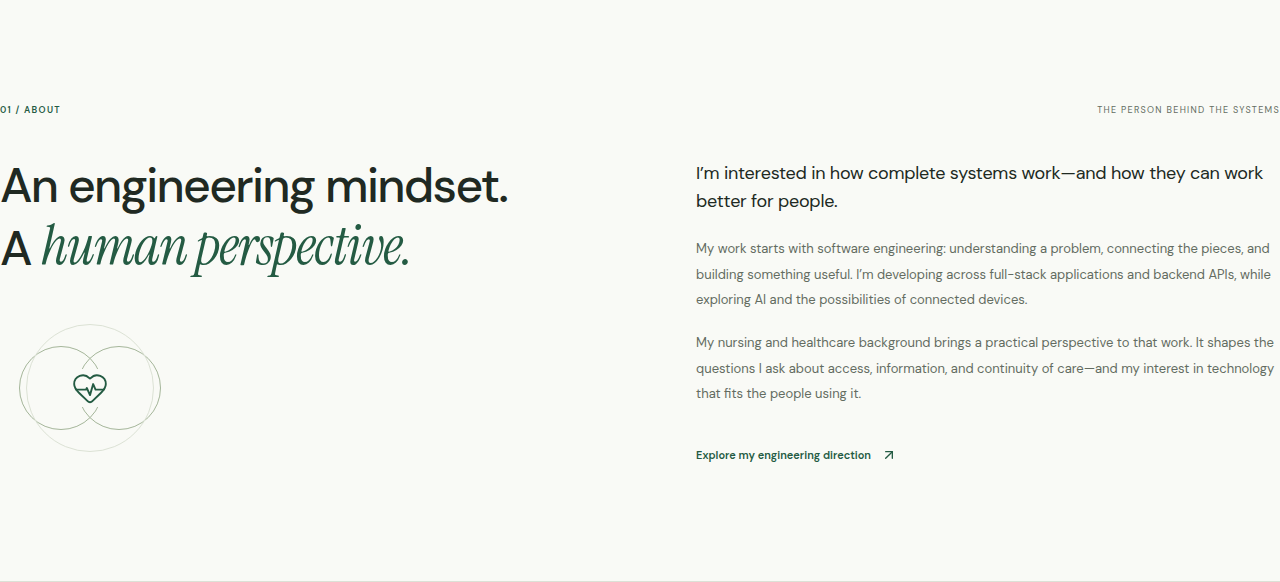 01 / ABOUT
THE PERSON BEHIND THE SYSTEMS
An engineering mindset.
A human perspective.
I’m interested in how complete systems work—and how they can work
better for people.
My work starts with software engineering: understanding a problem, connecting the pieces, and
building something useful. I’m developing across full-stack applications and backend APIs, while
exploring AI and the possibilities of connected devices.
My nursing and healthcare background brings a practical perspective to that work. It shapes the
questions I ask about access, information, and continuity of care—and my interest in technology
that fits the people using it.
Explore my engineering direction